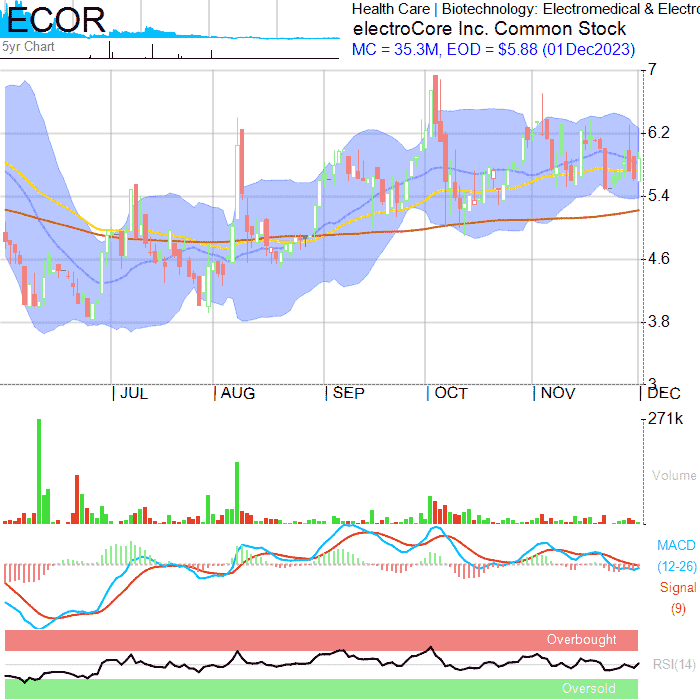 ECOR
5yr Chart
Health Care | Biotechnology: Electromedical & Electro
electroCore Inc. Common Stock
MC = 35.3M, EOD = $5.88 (01Dec2023)
7
6.2
5.4
4.6
3.8
3
JUL AUG SEP OCT NOV DEC
271k
Volume
MACD
(12-26)
Signal
(9)
Overbought
RSI(14)
Oversold